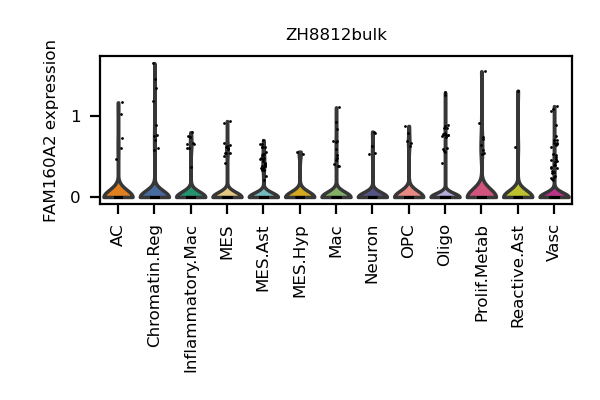 ZH8812bulk
FAM160A2 expression
1
0
AC
Chromatin.Reg
Inflammatory.Mac
MES
MES.Ast
MES.Hyp
Mac
Neuron
OPC
Oligo
Prolif.Metab
Reactive.Ast
Vasc